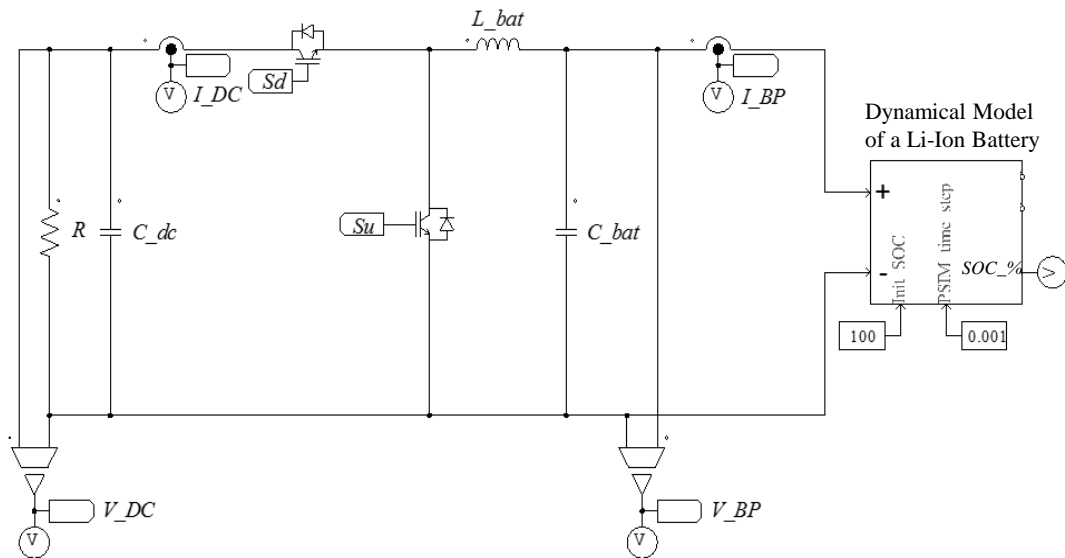 L_bat
Sd
V
I_DC
V
I_BP
Dynamical Model
of a Li-Ion Battery
+
-
Init SOC
PSIM time step
SOC_%
V
100
0.001
R
C_dc
Su
C_bat
V_DC
V
V_BP
V